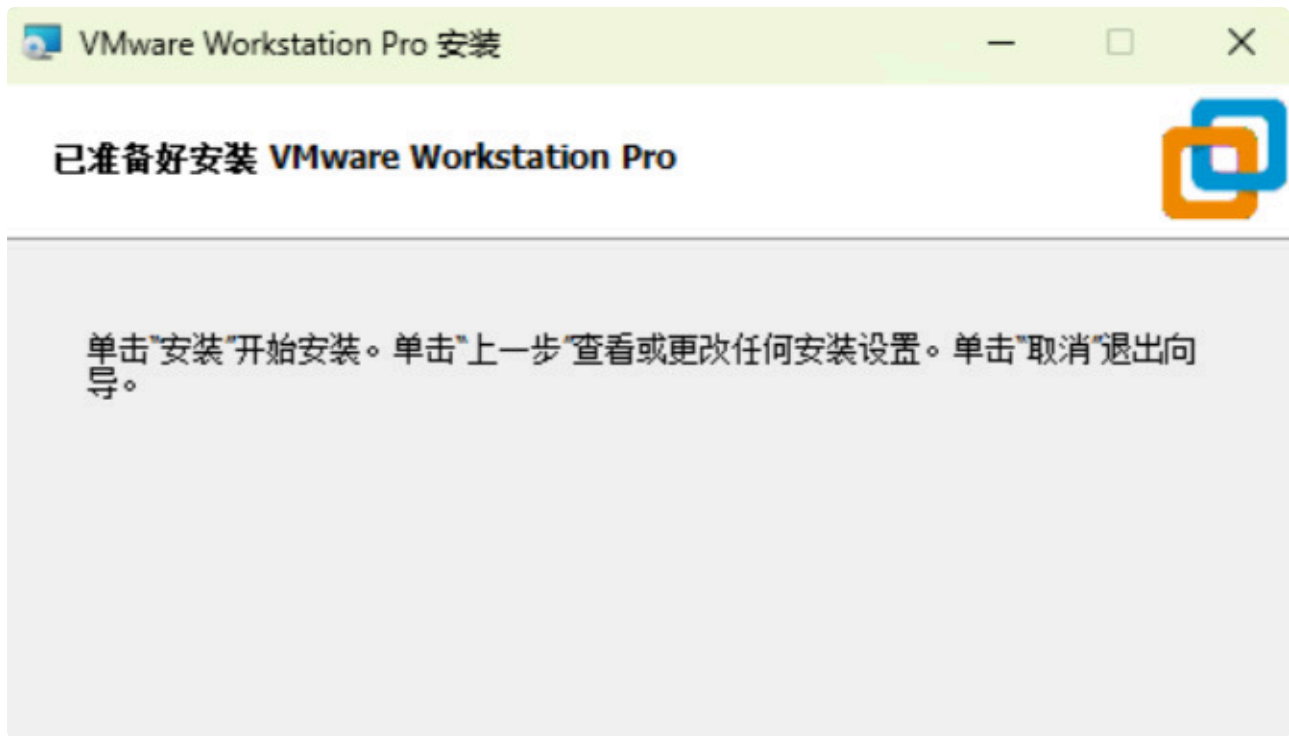 VMware Workstation Pro 安装
已准备好安装 VMware Workstation Pro
单击"安装"开始安装。单击"上一步"查看或更改任何安装设置。单击"取消"退出向
导。